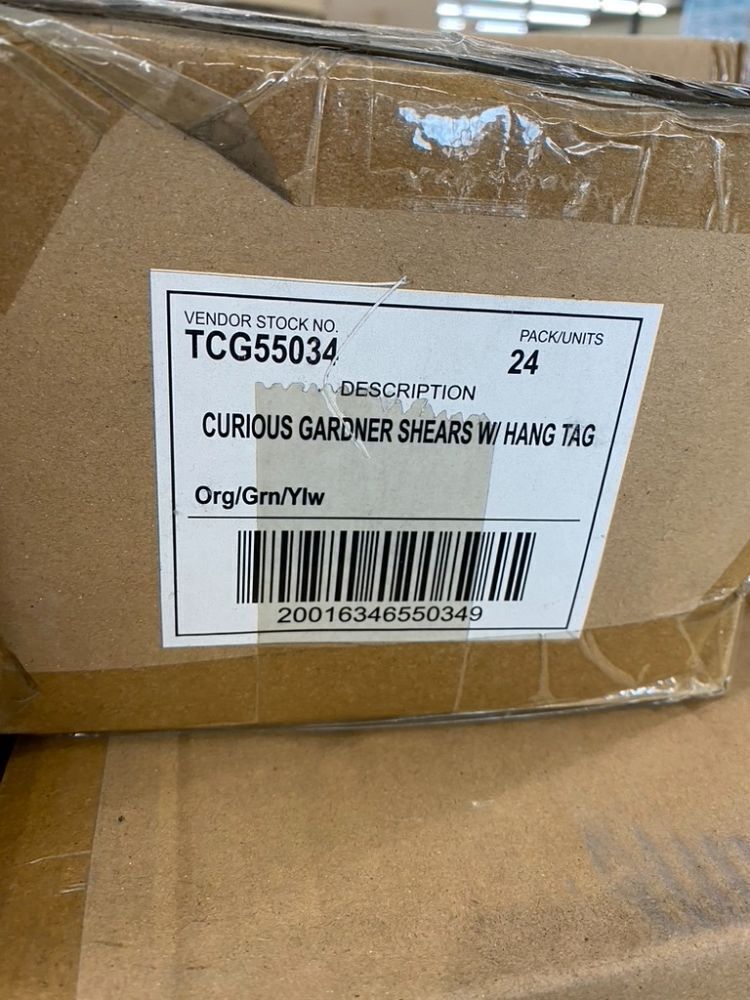 VENDOR STOCK NO.
TCG55034
PACK/UNITS
24
DESCRIPTION
CURIOUS GARDNER SHEARS W/ HANG TAG
Org/Grn/Ylw
20016346550349